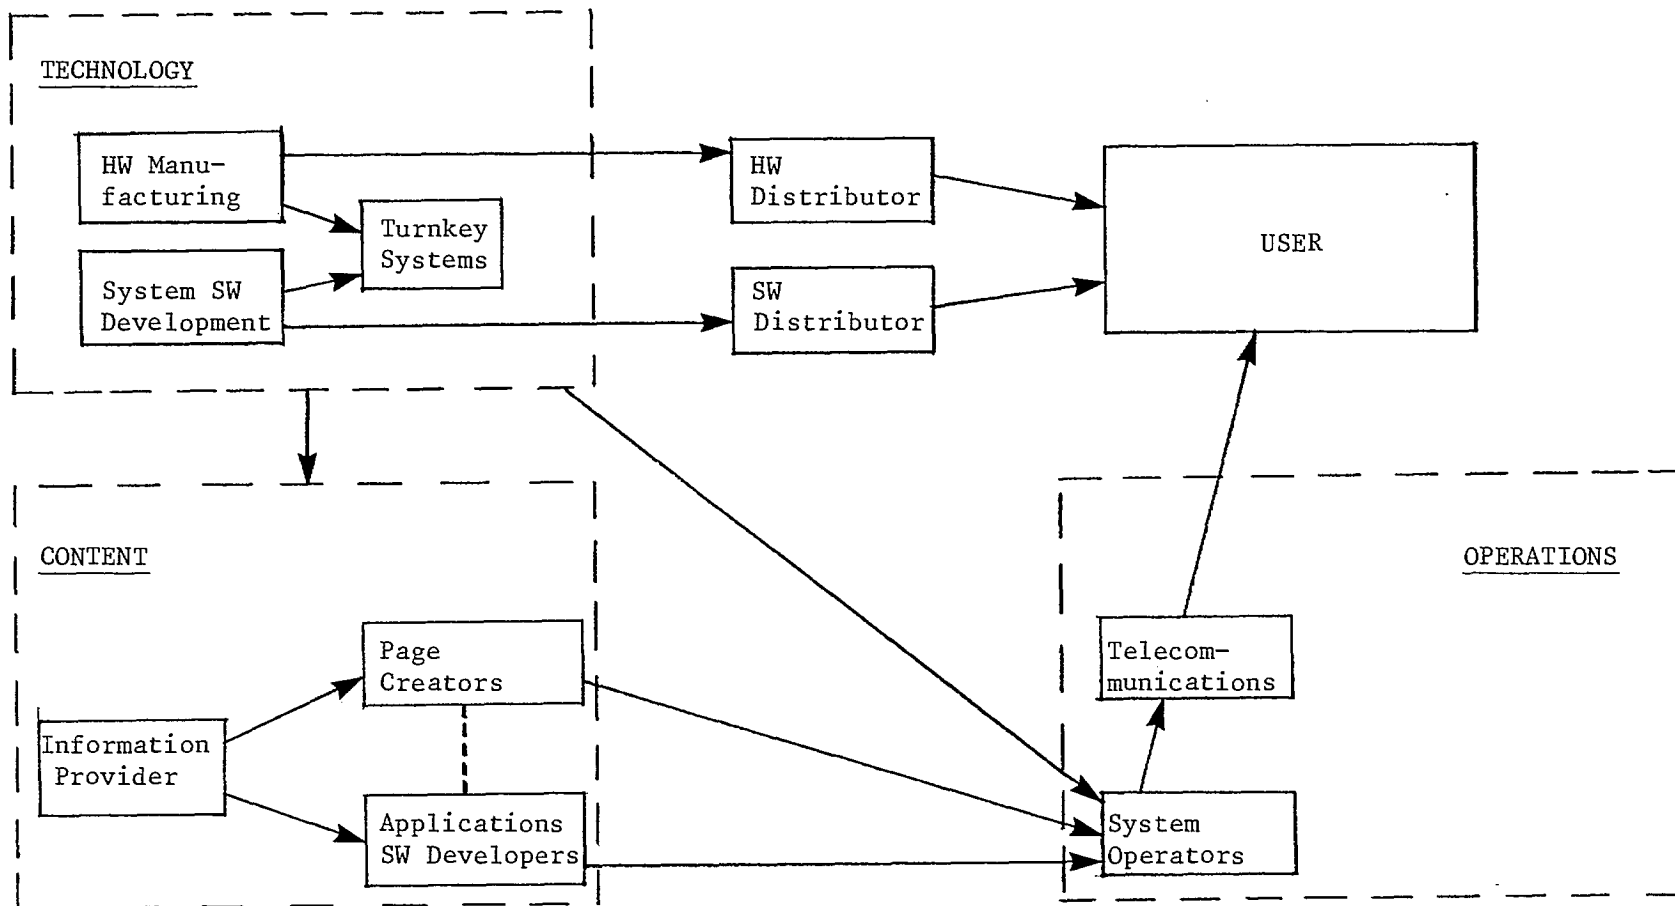 TECHNOLOGY
HW Manu-
facturing
Turnkey
Systems
System SW
Development
HW
Distributor
SW
Distributor
USER
CONTENT
Information
Provider
Page
Creators
Applications
SW Developers
OPERATIONS
Telecom-
munications
System
Operators